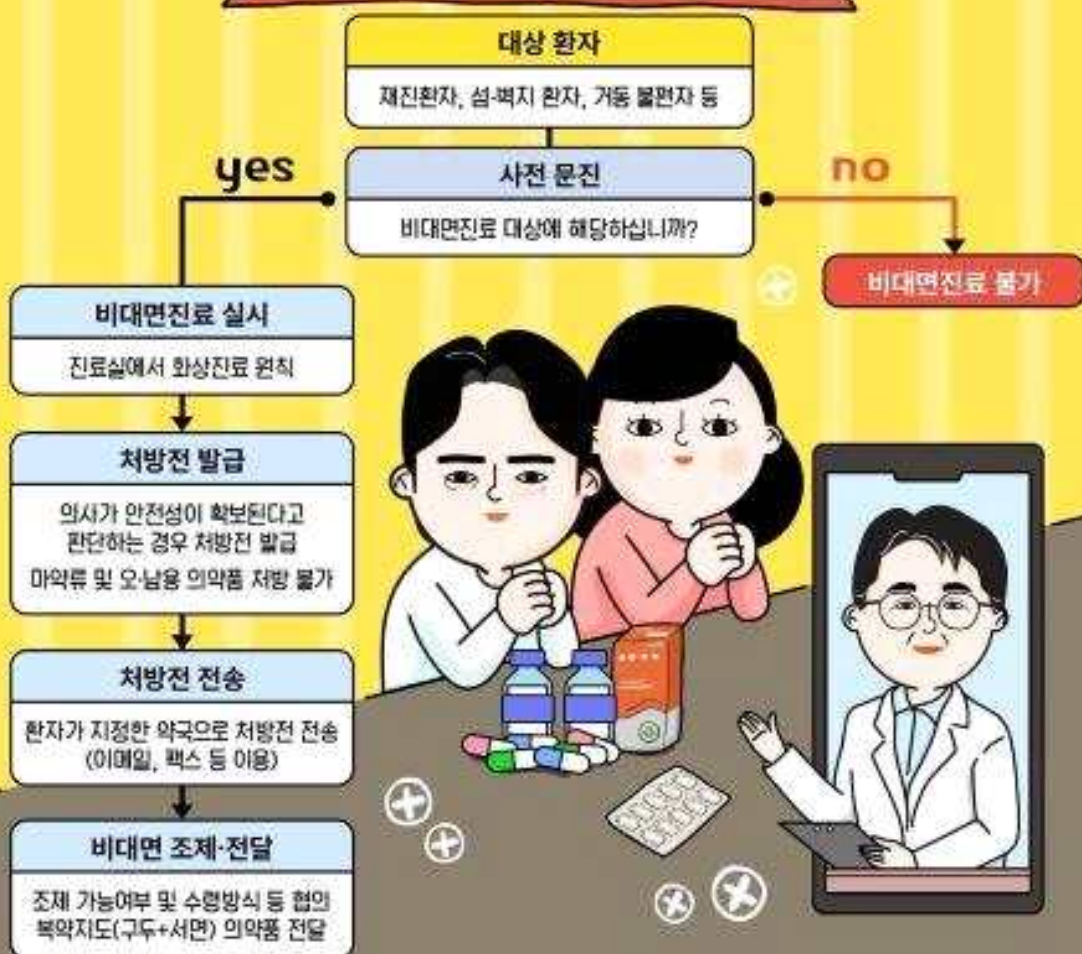 대상 환자
재진환자, 섬·벽지 환자, 거동 불편자 등
사전 문진
비대면진료 대상에 해당하십니까?
yes
no
비대면진료 불가
비대면진료 실시
진료실에서 화상진료 원칙
처방전 발급
의사가 안전성이 확보된다고
판단하는 경우 처방전 발급
마약류 및 오·남용 의약품 처방 불가
처방전 전송
환자가 지정한 약국으로 처방전 전송
(이메일, 팩스 등 이용)
비대면 조제·전달
조제 가능여부 및 수령방식 등 협의
복약지도(구두+서면) 의약품 전달